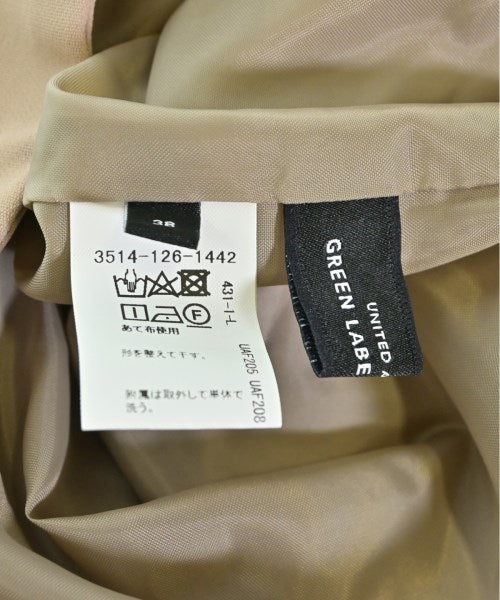 38
3514-126-1442
あて布使用
形を整えて干す。
附属は取外して単体で
洗う。
431-I-L
UAF205 UAF208
UNITED A
GREEN LABE